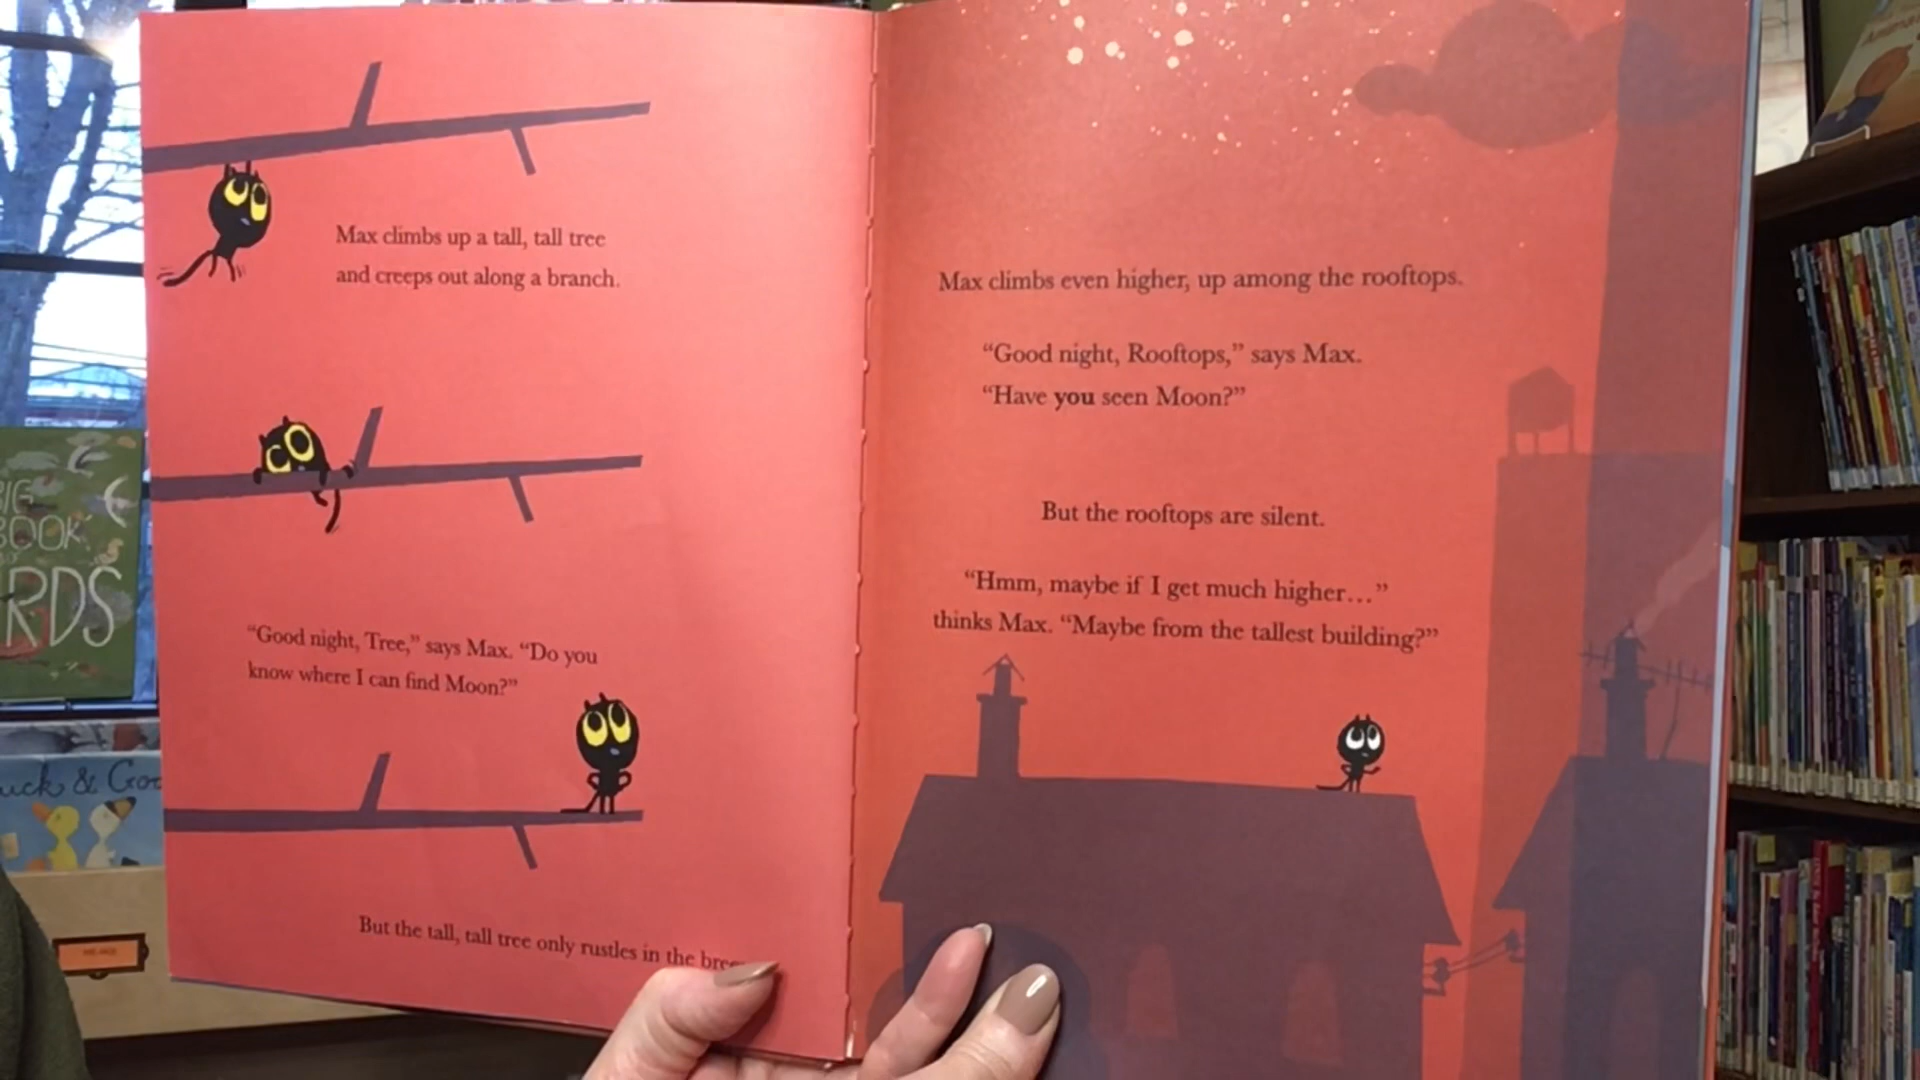 Max climbs up a tall, tall tree
and creeps out along a branch.
“Good night, Tree,” says Max. “Do you
know where I can find Moon?”
But the tall, tall tree only rustles in the
Max climbs even higher, up among the rooftops.
“Good night, Rooftops,” says Max.
“Have you seen Moon?”
But the rooftops are silent.
“Hmm, maybe if I get much higher...”
thinks Max. “Maybe from the tallest building?”
BOOK
&